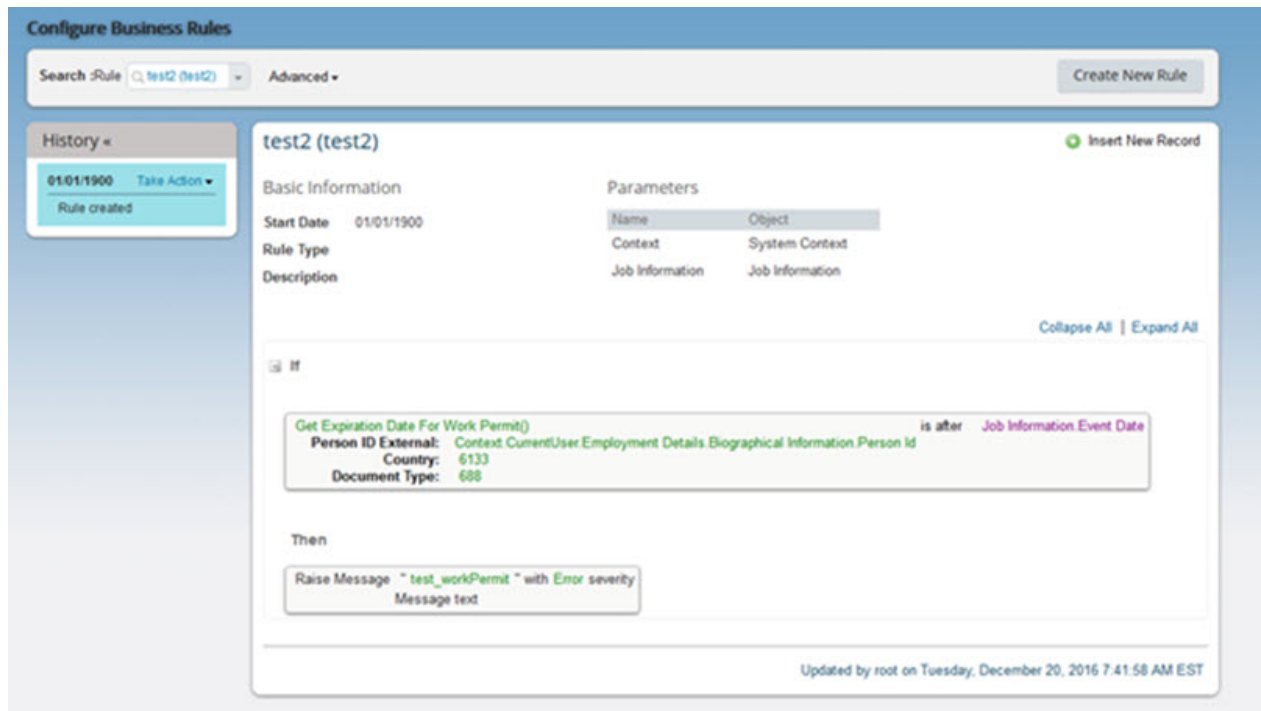 Configure Business Rules
Search :Rule test2 (test2) Advanced Create New Rule
History «
01/01/1900 Take Action
Rule created
test2 (test2) Insert New Record
Basic Information
Start Date 01/01/1900
Rule Type
Description
Parameters
Name Object
Context System Context
Job Information Job Information
Collapse All | Expand All
If
Get Expiration Date For Work Permit() is after Job Information.Event Date
Person ID External: Context.CurrentUser.Employment Details.Biographical Information.Person Id
Country: 6133
Document Type: 688
Then
Raise Message " test_workPermit " with Error severity
Message text
Updated by root on Tuesday, December 20, 2016 7:41:58 AM EST